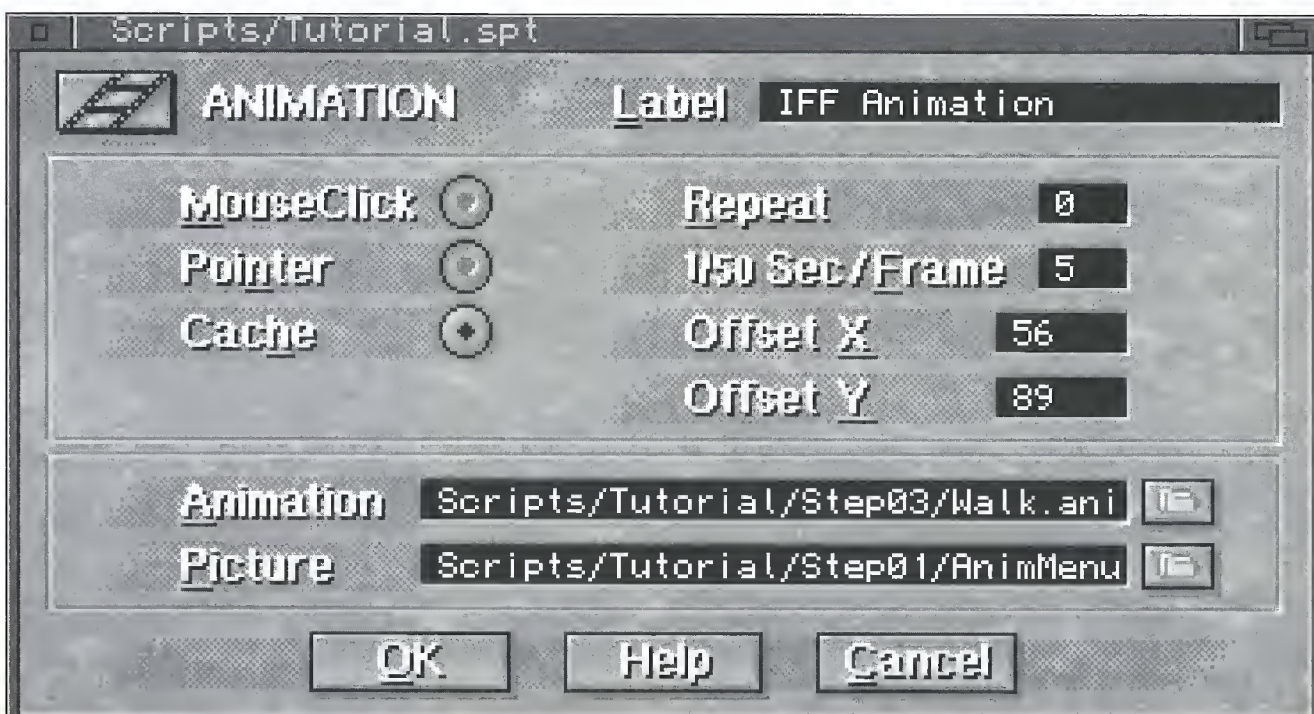 Scripts/Tutorial.spt
ANIMATION Label IFF Animation
MouseClick Repeat 0
Pointer 1/50 Sec/Frame 5
Cache Offset X 56
Offset Y 89
Animation Scripts/Tutorial/Step03/Walk.ani
Picture Scripts/Tutorial/Step01/AnimMenu
OK Help Cancel